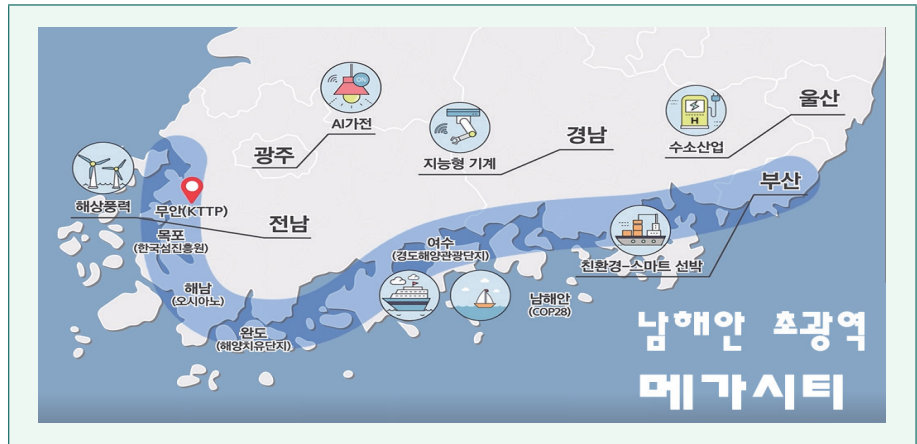 울산
AI가전
경남
수소산업
광주
지능형 기계
부산
해상풍력
무안(KTTP)
전남
목포
(한국섬진흥원)
여수
(경도해양관광단지)
친환경-스마트 선박
해남
(오시아노)
남해안
(COP28)
완도
(해양치유단지)
ON
H
남해안 초광역
메가시티